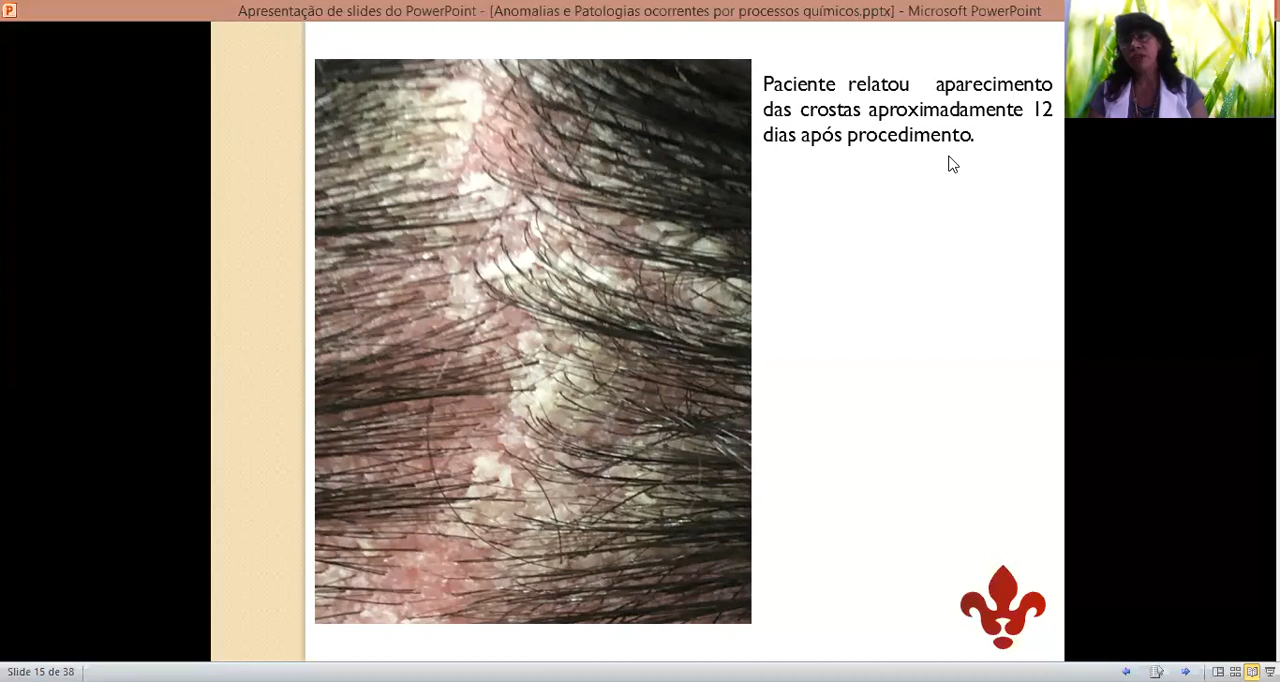 Apresentação de slides do PowerPoint - [Anomalias e Patologias ocorrentes por processos químicos.pptx] - Microsoft PowerPoint
Paciente relatou aparecimento
das crostas aproximadamente 12
dias após procedimento.
Slide 15 de 38